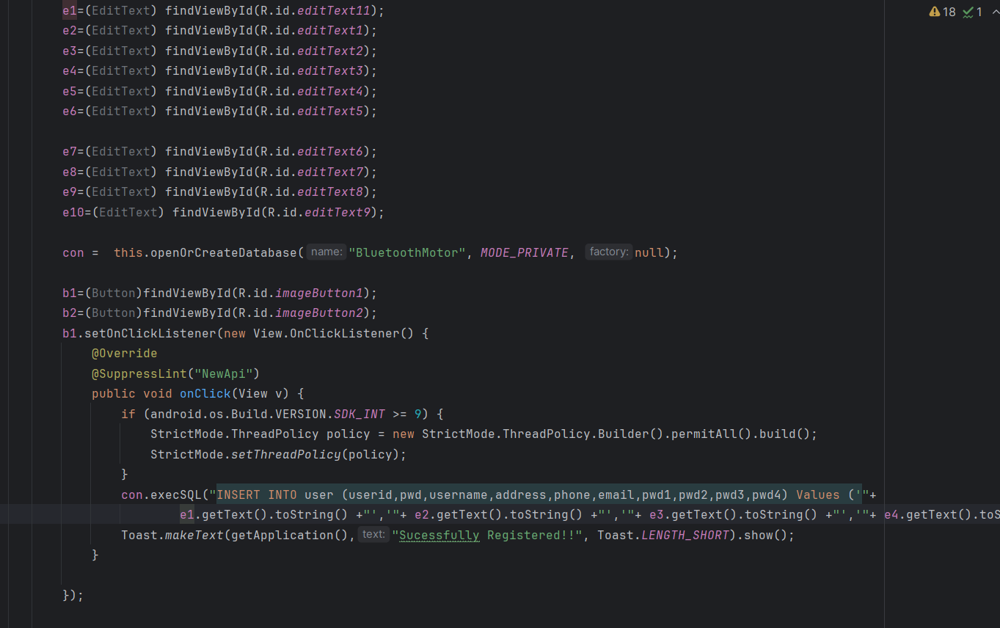 e1=(EditText) findViewById(R.id.editText11);
18 1
e2=(EditText) findViewById(R.id.editText1);
e3=(EditText) findViewById(R.id.editText2);
e4=(EditText) findViewById(R.id.editText3);
e5=(EditText) findViewById(R.id.editText4);
e6=(EditText) findViewById(R.id.editText5);
e7=(EditText) findViewById(R.id.editText6);
e8=(EditText) findViewById(R.id.editText7);
e9=(EditText) findViewById(R.id.editText8);
e10=(EditText) findViewById(R.id.editText9);
con =  this.openOrCreateDatabase( name: "BluetoothMotor", MODE_PRIVATE, factory: null);
b1=(Button)findViewById(R.id.imageButton1);
b2=(Button)findViewById(R.id.imageButton2);
b1.setOnClickListener(new View.OnClickListener() {
@Override
@SuppressLint("NewApi")
public void onClick(View v) {
if (android.os.Build.VERSION.SDK_INT >= 9) {
StrictMode.ThreadPolicy policy = new StrictMode.ThreadPolicy.Builder().permitAll().build();
StrictMode.setThreadPolicy(policy);
}
con.execSQL("INSERT INTO user (userid,pwd,username,address,phone,email,pwd1,pwd2,pwd3,pwd4) Values ('"+
e1.getText().toString() +"','"+ e2.getText().toString() +"','"+ e3.getText().toString() +"','"+ e4.getText().toS
Toast.makeText(getApplication(), text: "Sucessfully Registered!!", Toast.LENGTH_SHORT).show();
}
});